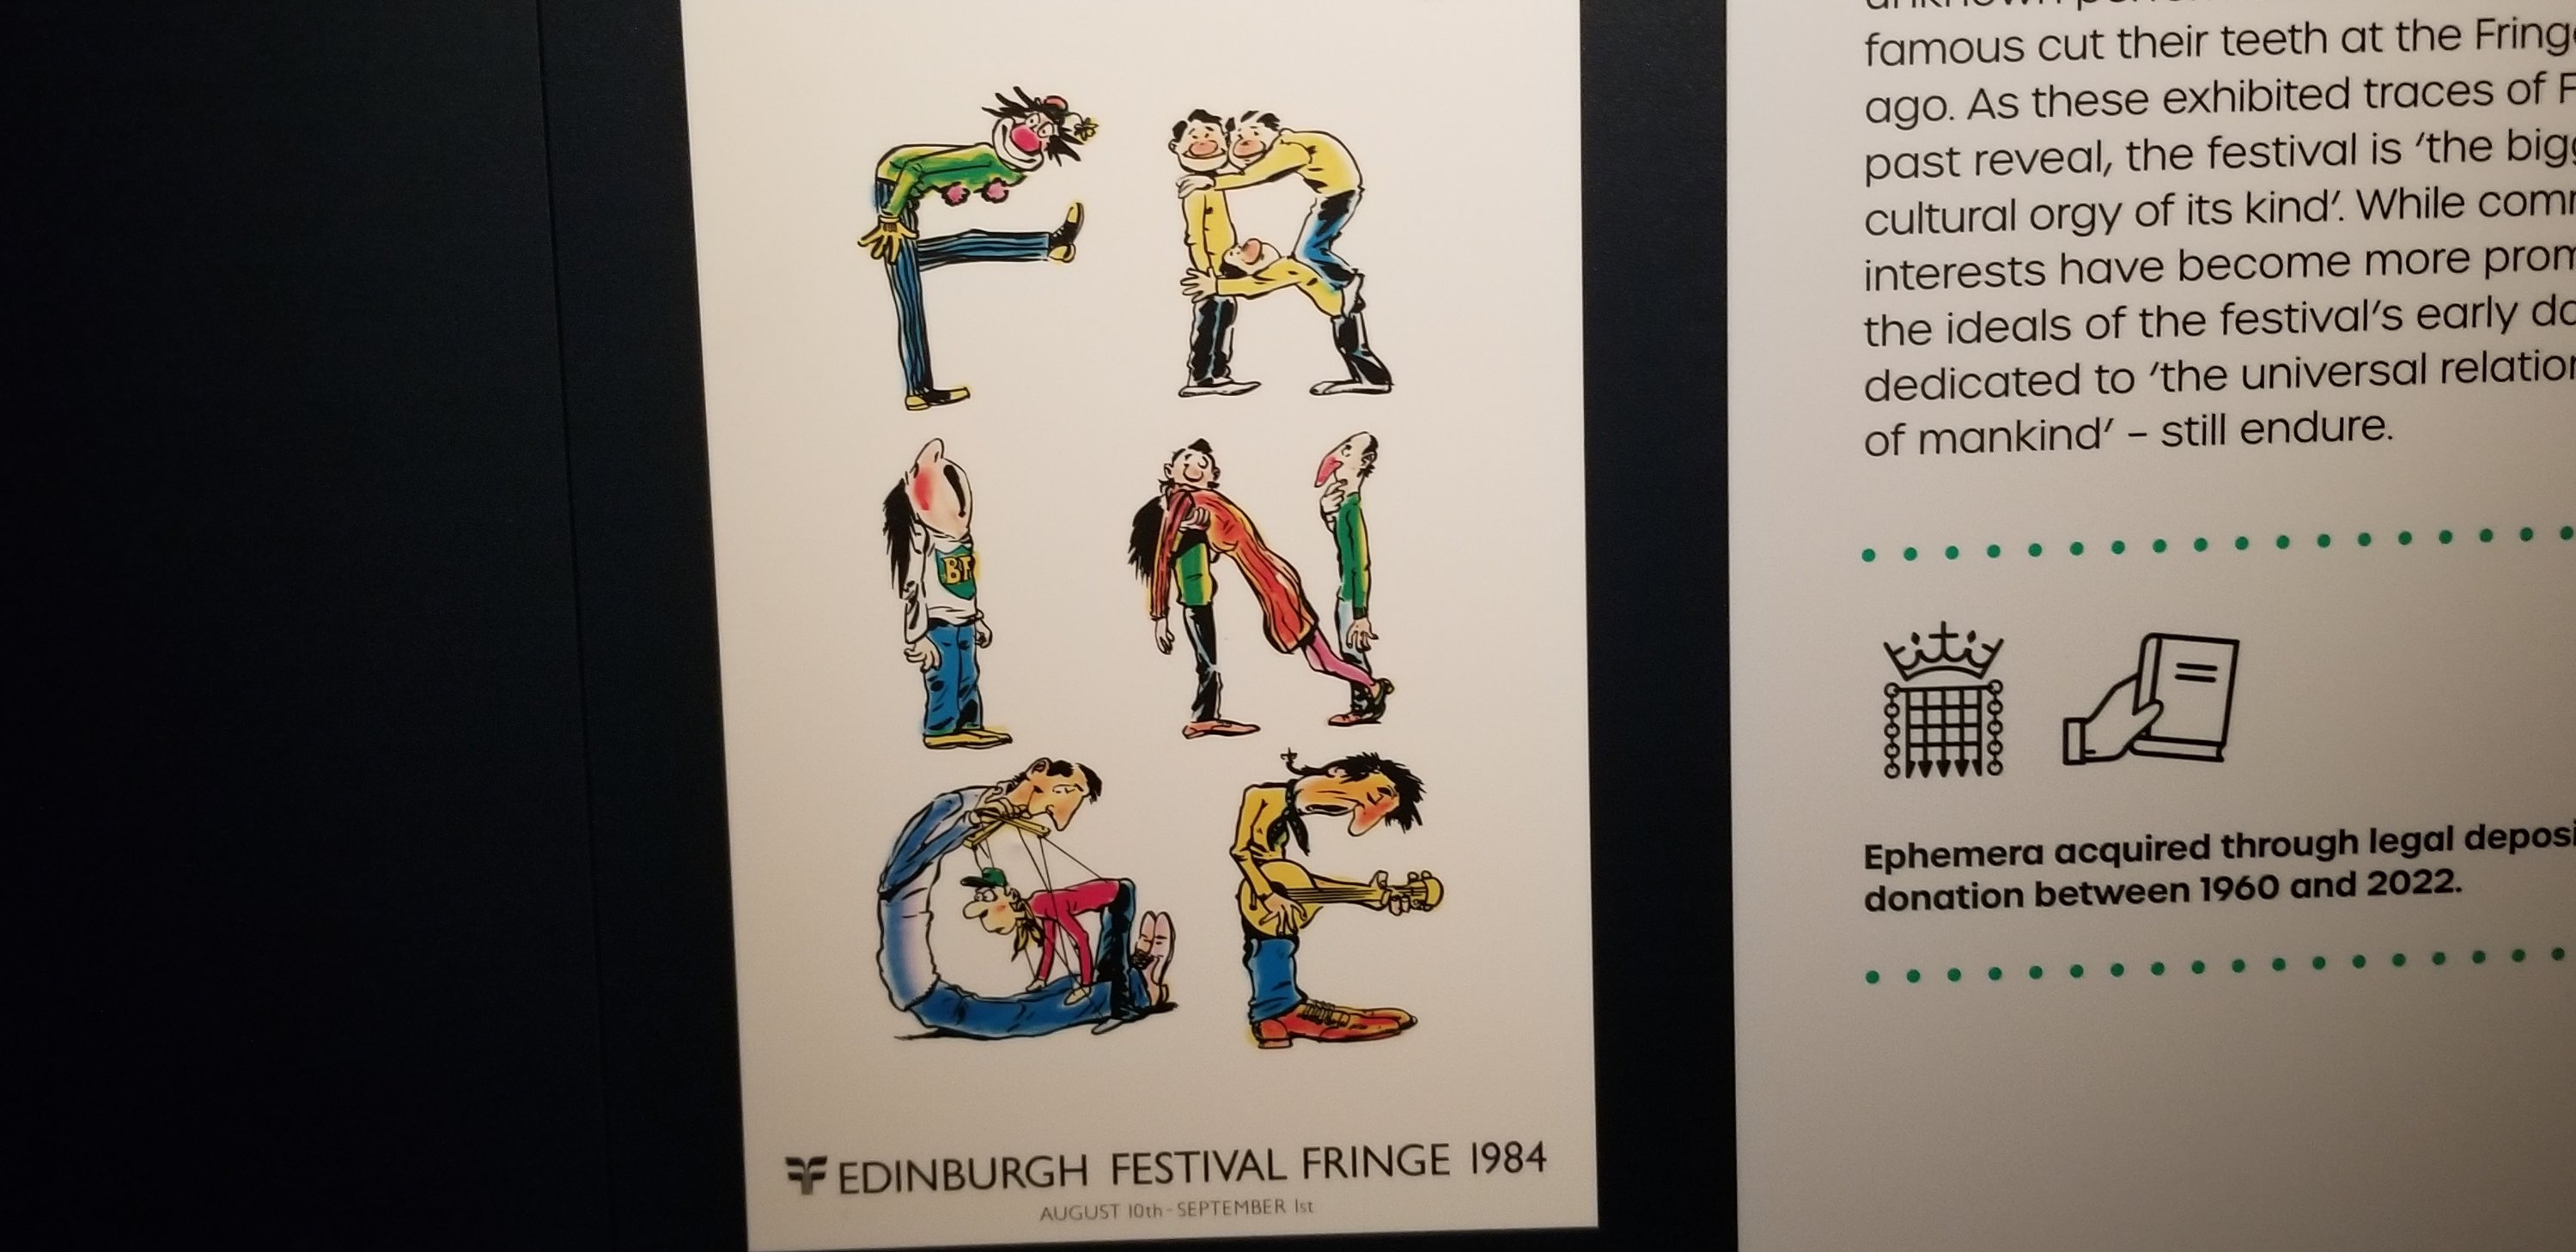 F R
I N
G E
BF
EDINBURGH FESTIVAL FRINGE 1984
AUGUST 10th - SEPTEMBER 1st
famous cut their teeth at the
ago. As these exhibited traces of
past reveal, the festival is ‘the
cultural orgy of its kind’. While
interests have become more
the ideals of the festival’s early
dedicated to ‘the universal
of mankind’ – still endure.
Ephemera acquired through legal
donation between 1960 and 2022.